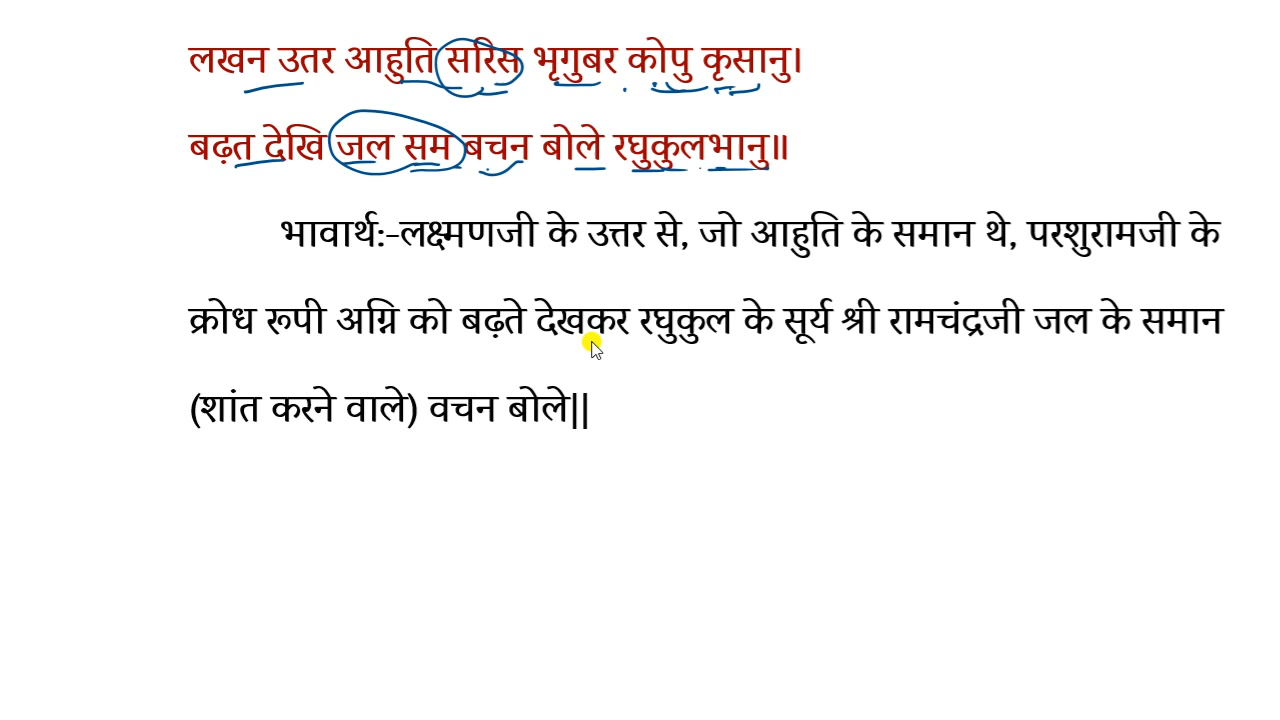 लखन उतर आहुति सरिस भृगुबर कोपु कृसानु।
बढ़त देखि जल सम बचन बोले रघुकुलभानु॥
भावार्थ:-लक्ष्मणजी के उत्तर से, जो आहुति के समान थे, परशुरामजी के
क्रोध रूपी अग्नि को बढ़ते देखकर रघुकुल के सूर्य श्री रामचंद्रजी जल के समान
(शांत करने वाले) वचन बोले||